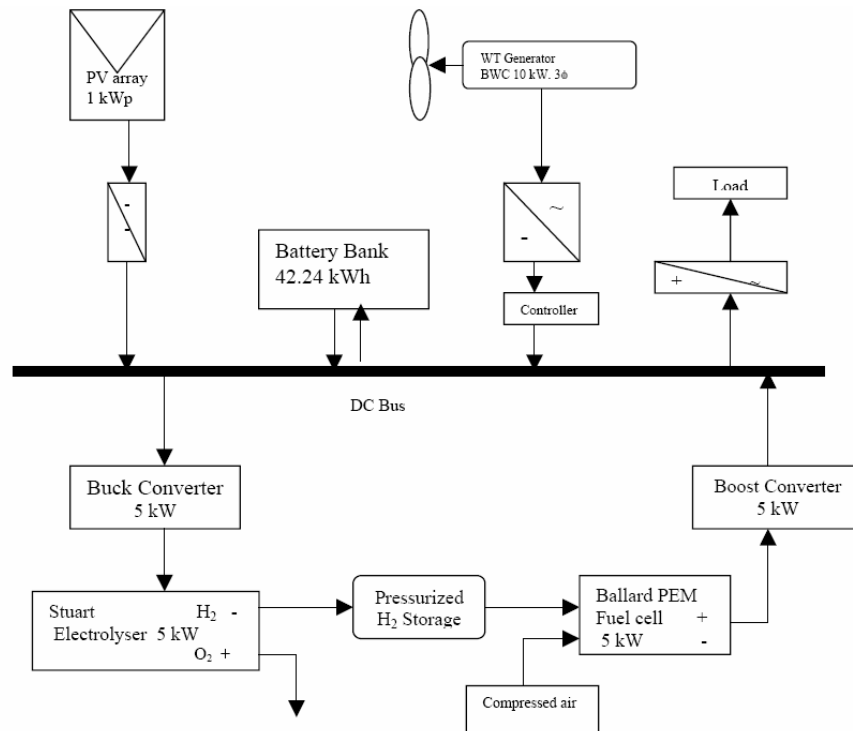 PV array
1 kWp
WT Generator
BWC 10 kW. 3ϕ
-
-
~
-
Load
+ ~
Battery Bank
42.24 kWh
Controller
DC Bus
Buck Converter
5 kW
Boost Converter
5 kW
Stuart H₂ -
Electrolyser 5 kW
O₂ +
Pressurized
H₂ Storage
Ballard PEM
Fuel cell +
5 kW -
Compressed air